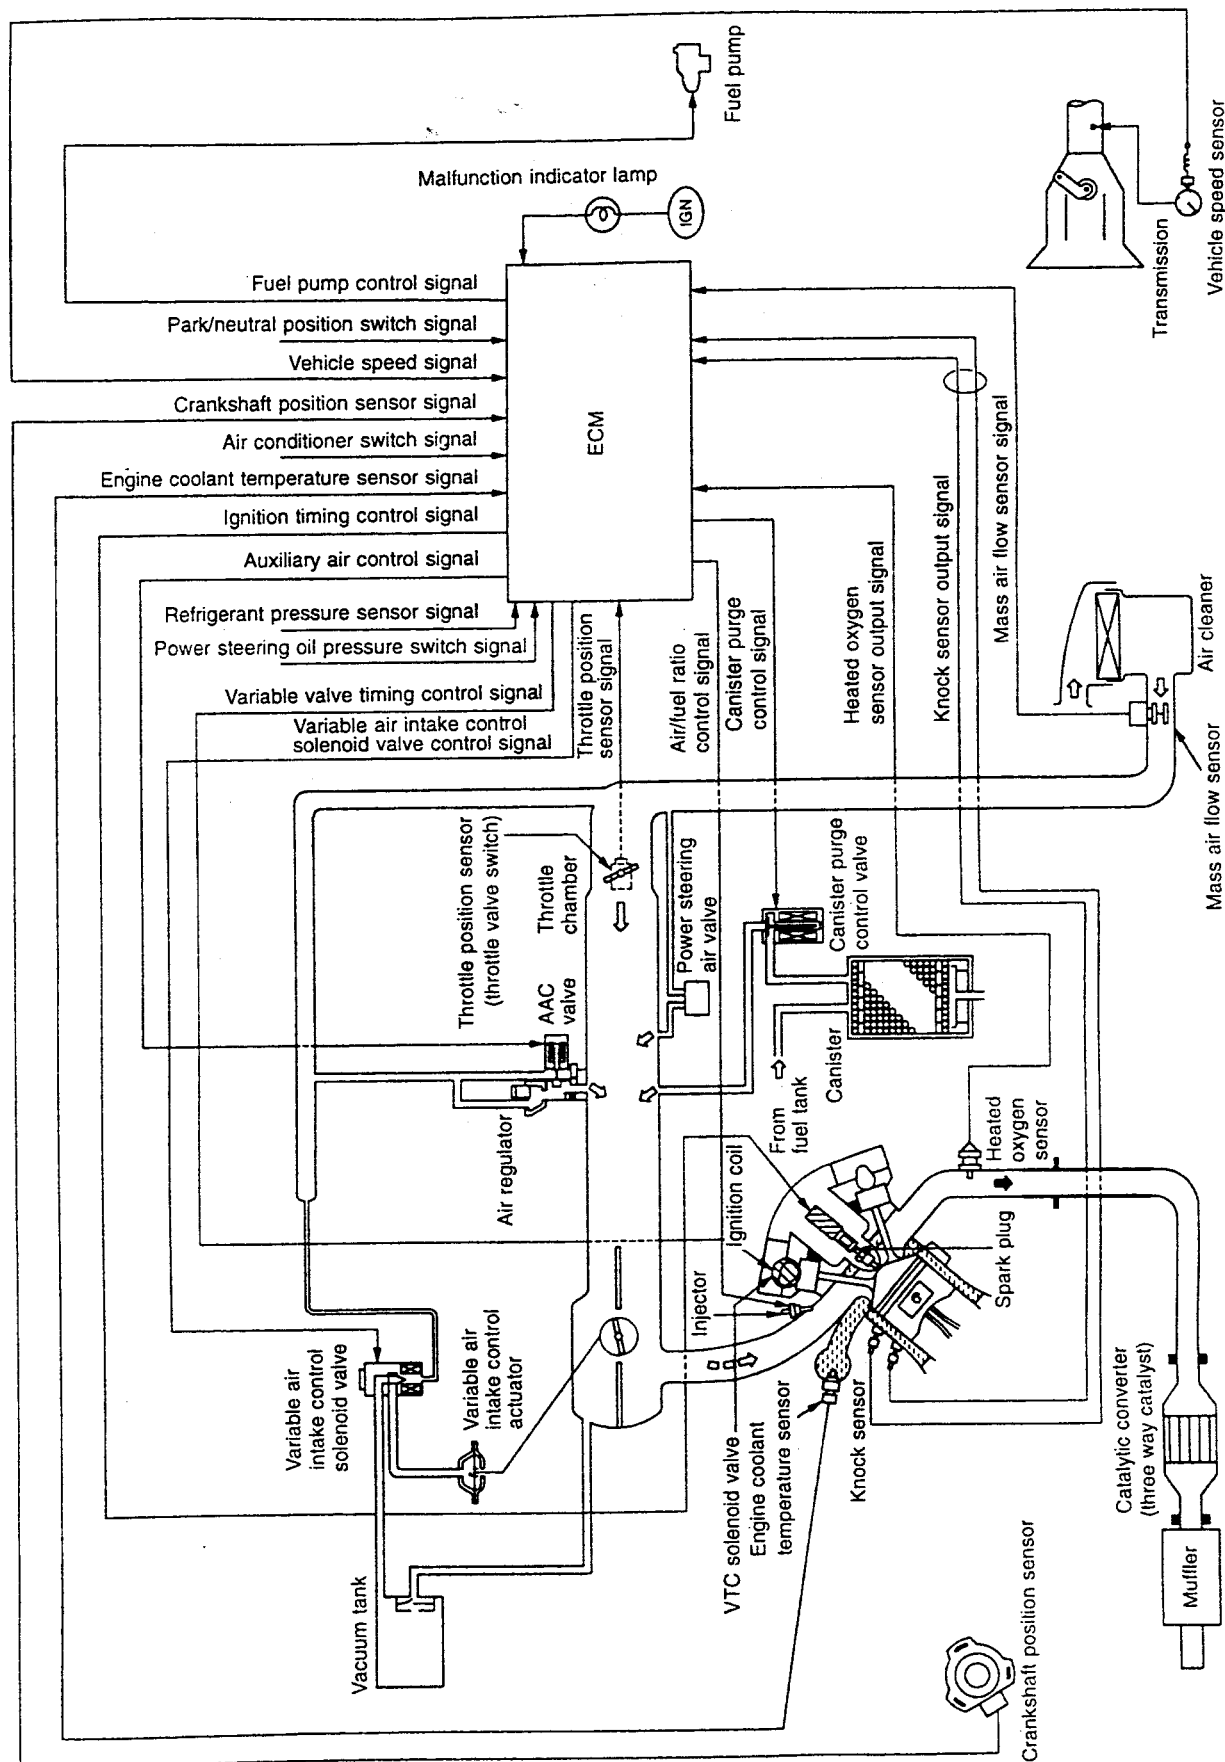 Fuel pump
Malfunction indicator lamp
IGN
Fuel pump control signal
Park/neutral position switch signal
Vehicle speed signal
Crankshaft position sensor signal
Air conditioner switch signal
Engine coolant temperature sensor signal
Ignition timing control signal
Auxiliary air control signal
Refrigerant pressure sensor signal
Power steering oil pressure switch signal
Variable valve timing control signal
Variable air intake control
solenoid valve control signal
ECM
Throttle position
sensor signal
Air/fuel ratio
control signal
Canister purge
control signal
Heated oxygen
sensor output signal
Knock sensor output signal
Mass air flow sensor signal
Transmission
Vehicle speed sensor
Air cleaner
Mass air flow sensor
Throttle position sensor
(throttle valve switch)
Throttle
chamber
AAC
valve
Power steering
air valve
Canister purge
control valve
Canister
From
fuel tank
Air regulator
Ignition coil
Injector
Heated
oxygen
sensor
Spark plug
Variable air
intake control
solenoid valve
Variable air
intake control
actuator
VTC solenoid valve
Engine coolant
temperature sensor
Knock sensor
Catalytic converter
(three way catalyst)
Vacuum tank
Muffler
Crankshaft position sensor